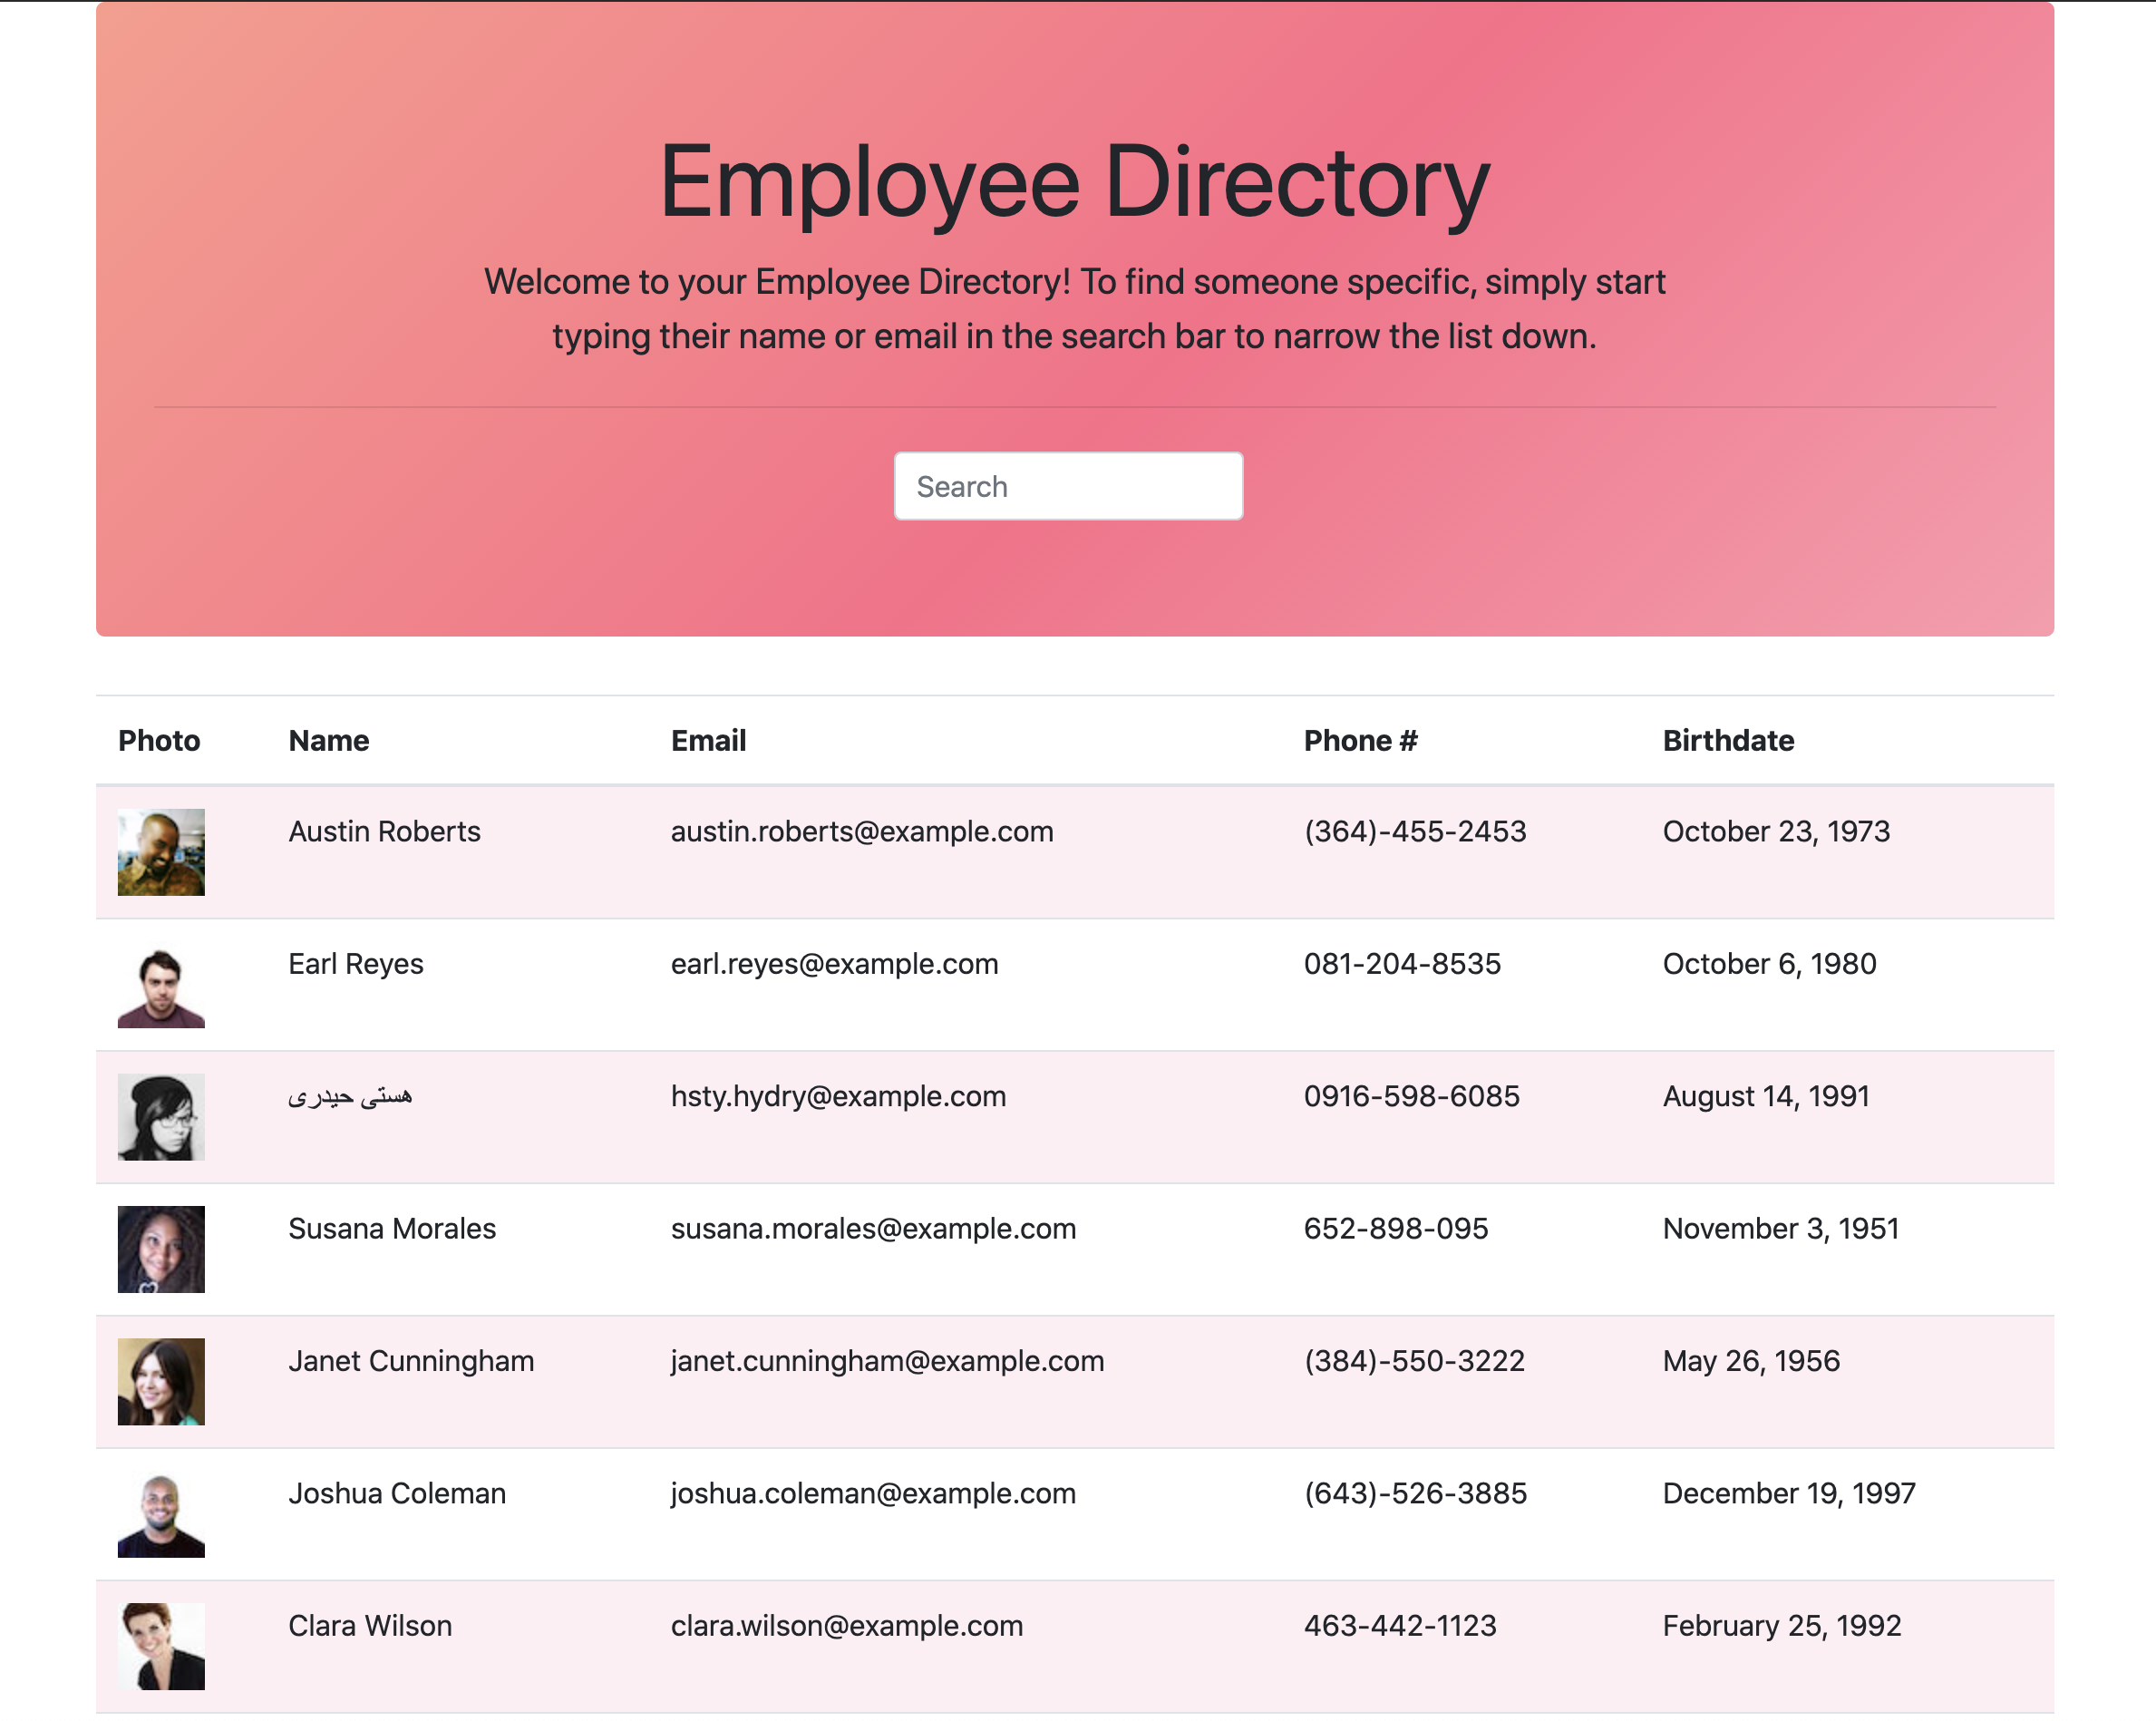 Employee Directory
Welcome to your Employee Directory! To find someone specific, simply start
typing their name or email in the search bar to narrow the list down.
Search
Photo Name Email Phone # Birthdate
Austin Roberts austin.roberts@example.com (364)-455-2453 October 23, 1973
Earl Reyes earl.reyes@example.com 081-204-8535 October 6, 1980
هستی حیدری hsty.hydry@example.com 0916-598-6085 August 14, 1991
Susana Morales susana.morales@example.com 652-898-095 November 3, 1951
Janet Cunningham janet.cunningham@example.com (384)-550-3222 May 26, 1956
Joshua Coleman joshua.coleman@example.com (643)-526-3885 December 19, 1997
Clara Wilson clara.wilson@example.com 463-442-1123 February 25, 1992